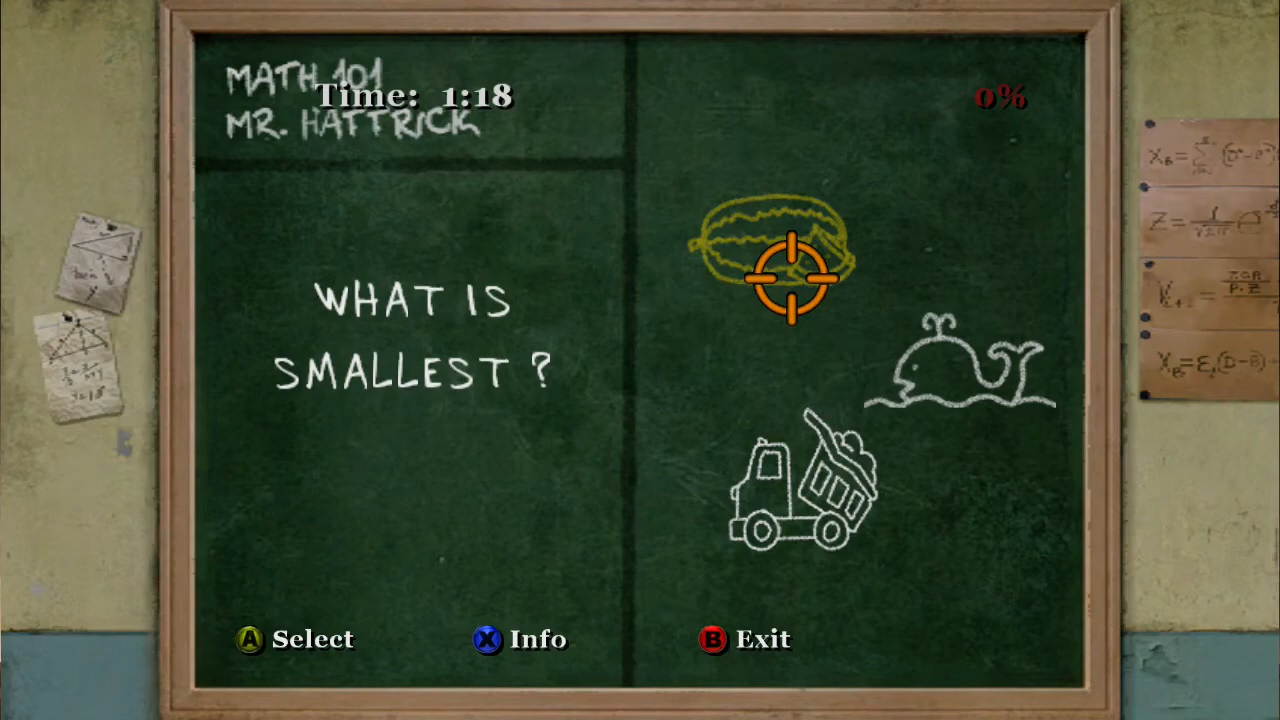 MATH 101
Time: 1:18
0%
MR. HATTRICK
WHAT IS
SMALLEST ?
A Select
X Info
B Exit